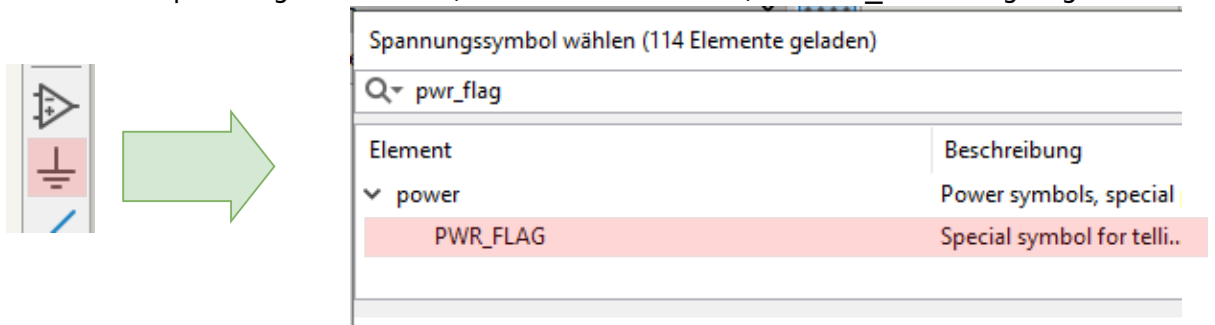 Spannungssymbol wählen (114 Elemente geladen)
pwr_flag
Element Beschreibung
power Power symbols, special
PWR_FLAG Special symbol for telli..